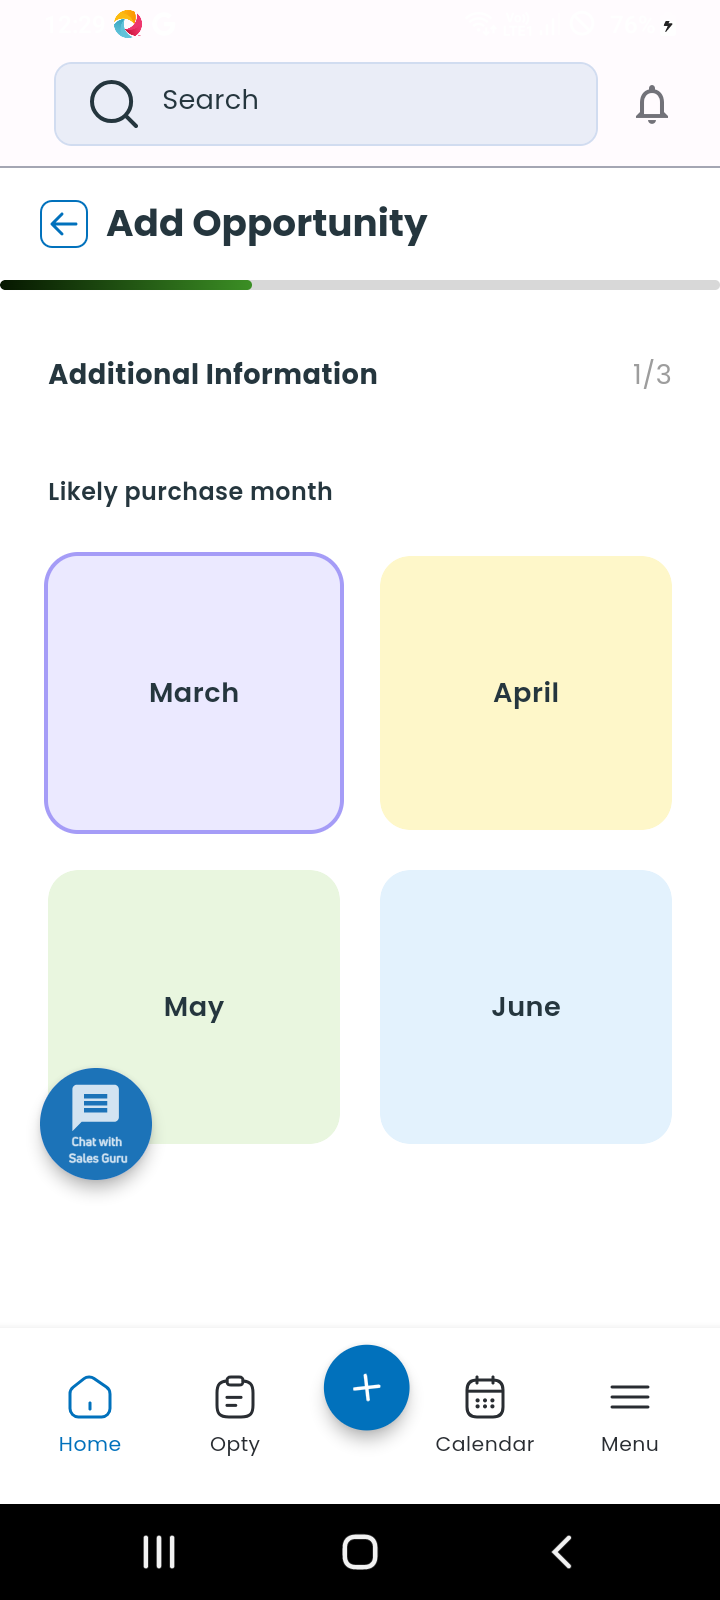 Search
Add Opportunity
Additional Information 1/3
Likely purchase month
March April
May June
Chat with
Sales Guru
Home Opty Calendar Menu